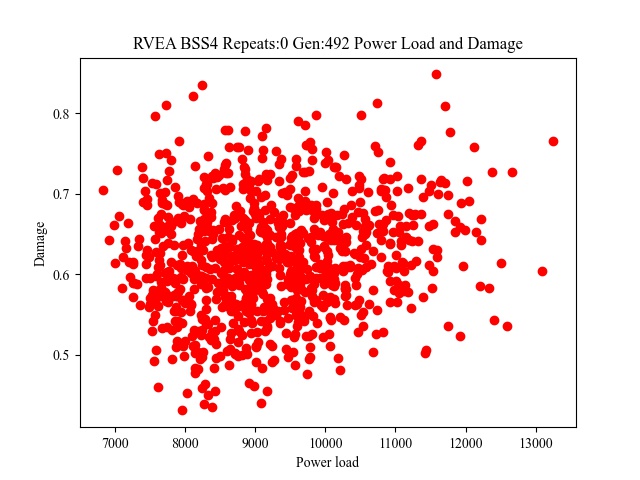 RVEA BSS4 Repeats:0 Gen:492 Power Load and Damage
0.8
0.7
0.6
0.5
Damage
7000 8000 9000 10000 11000 12000 13000
Power load